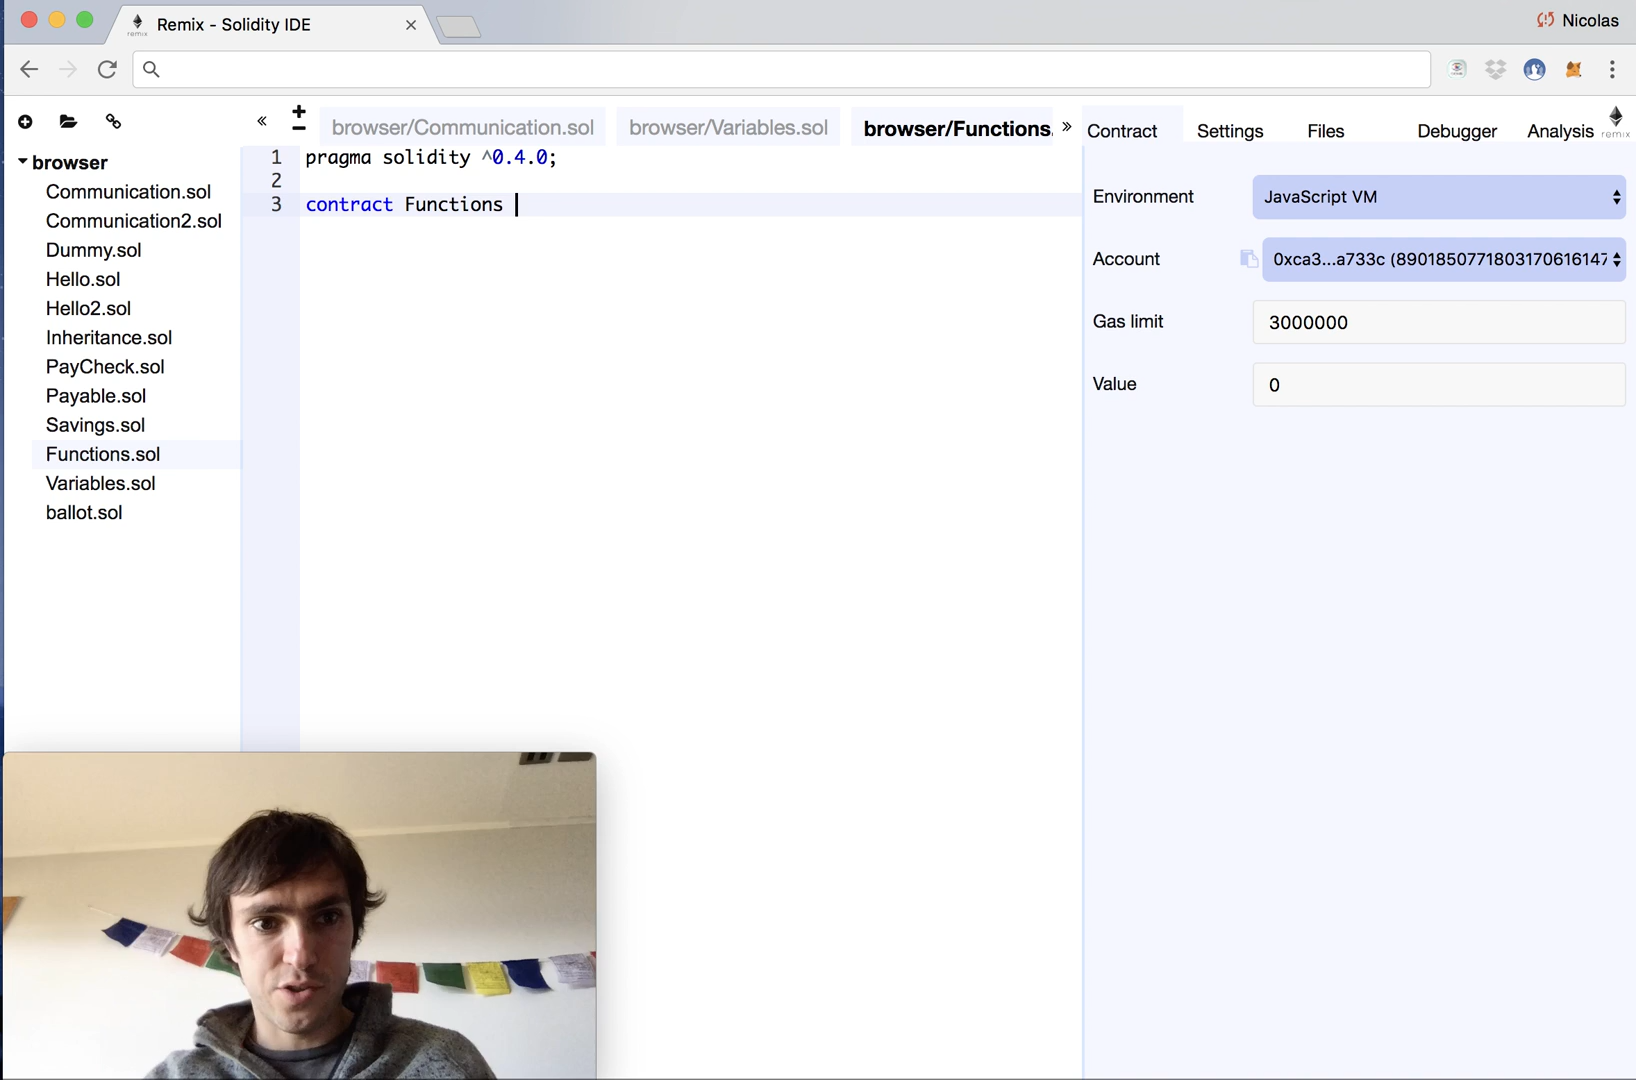 Remix - Solidity IDE
Nicolas
browser/Communication.sol
browser/Variables.sol
browser/Functions.
Contract
Settings
Files
Debugger
Analysis
remix
browser
Communication.sol
Communication2.sol
Dummy.sol
Hello.sol
Hello2.sol
Inheritance.sol
PayCheck.sol
Payable.sol
Savings.sol
Functions.sol
Variables.sol
ballot.sol
1 pragma solidity ^0.4.0;
2
3 contract Functions
Environment
JavaScript VM
Account
0xca3...a733c (8901850771803170616147
Gas limit
3000000
Value
0